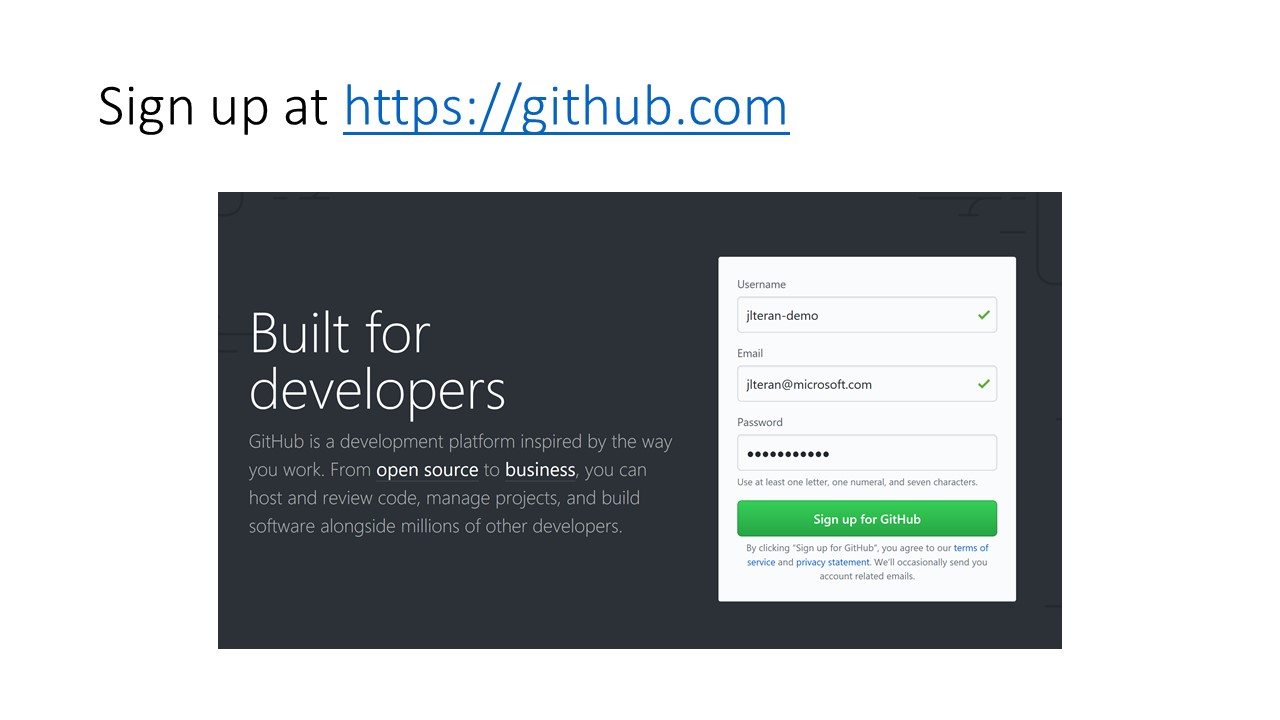 Sign up at https://github.com
Built for
developers
GitHub is a development platform inspired by the way
you work. From open source to business, you can
host and review code, manage projects, and build
software alongside millions of other developers.
Username
jlteran-demo
Email
jlteran@microsoft.com
Password
●●●●●●●●●●●
Use at least one letter, one numeral, and seven characters.
Sign up for GitHub
By clicking "Sign up for GitHub", you agree to our terms of
service and privacy statement. We'll occasionally send you
account related emails.